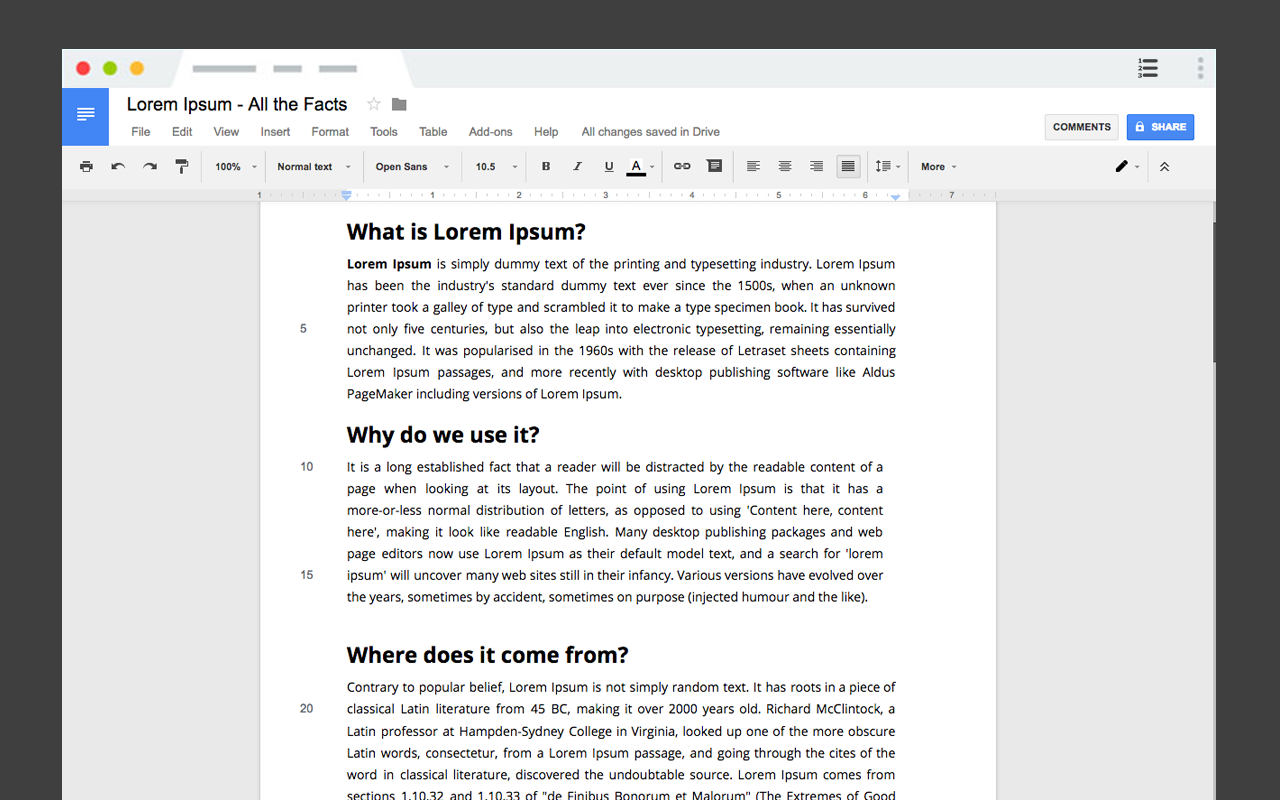 1
2
3
Lorem Ipsum - All the Facts
File Edit View Insert Format Tools Table Add-ons Help All changes saved in Drive
COMMENTS SHARE
100% Normal text Open Sans 10.5 B I U A More
1 1 2 3 4 5 6 7
What is Lorem Ipsum?
Lorem Ipsum is simply dummy text of the printing and typesetting industry. Lorem Ipsum
has been the industry's standard dummy text ever since the 1500s, when an unknown
printer took a galley of type and scrambled it to make a type specimen book. It has survived
5 not only five centuries, but also the leap into electronic typesetting, remaining essentially
unchanged. It was popularised in the 1960s with the release of Letraset sheets containing
Lorem Ipsum passages, and more recently with desktop publishing software like Aldus
PageMaker including versions of Lorem Ipsum.
Why do we use it?
10 It is a long established fact that a reader will be distracted by the readable content of a
page when looking at its layout. The point of using Lorem Ipsum is that it has a
more-or-less normal distribution of letters, as opposed to using 'Content here, content
here', making it look like readable English. Many desktop publishing packages and web
page editors now use Lorem Ipsum as their default model text, and a search for 'lorem
15 ipsum' will uncover many web sites still in their infancy. Various versions have evolved over
the years, sometimes by accident, sometimes on purpose (injected humour and the like).
Where does it come from?
Contrary to popular belief, Lorem Ipsum is not simply random text. It has roots in a piece of
20 classical Latin literature from 45 BC, making it over 2000 years old. Richard McClintock, a
Latin professor at Hampden-Sydney College in Virginia, looked up one of the more obscure
Latin words, consectetur, from a Lorem Ipsum passage, and going through the cites of the
word in classical literature, discovered the undoubtable source. Lorem Ipsum comes from
sections 1.10.32 and 1.10.33 of "de Finibus Bonorum et Malorum" (The Extremes of Good